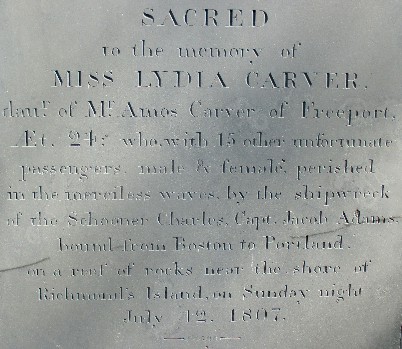 SACRED
to the memory of
MISS LYDIA CARVER.
daur. of Mr. Amos Carver of Freeport,
Æt. 24: who, with 15 other unfortunate
passengers, male & female, perished
in the merciless waves, by the shipwreck
of the Schooner Charles, Capt. Jacob Adams.
bound from Boston to Portland.
on a reef of rocks near the shore of
Richmond's Island, on Sunday night
July 12. 1807.